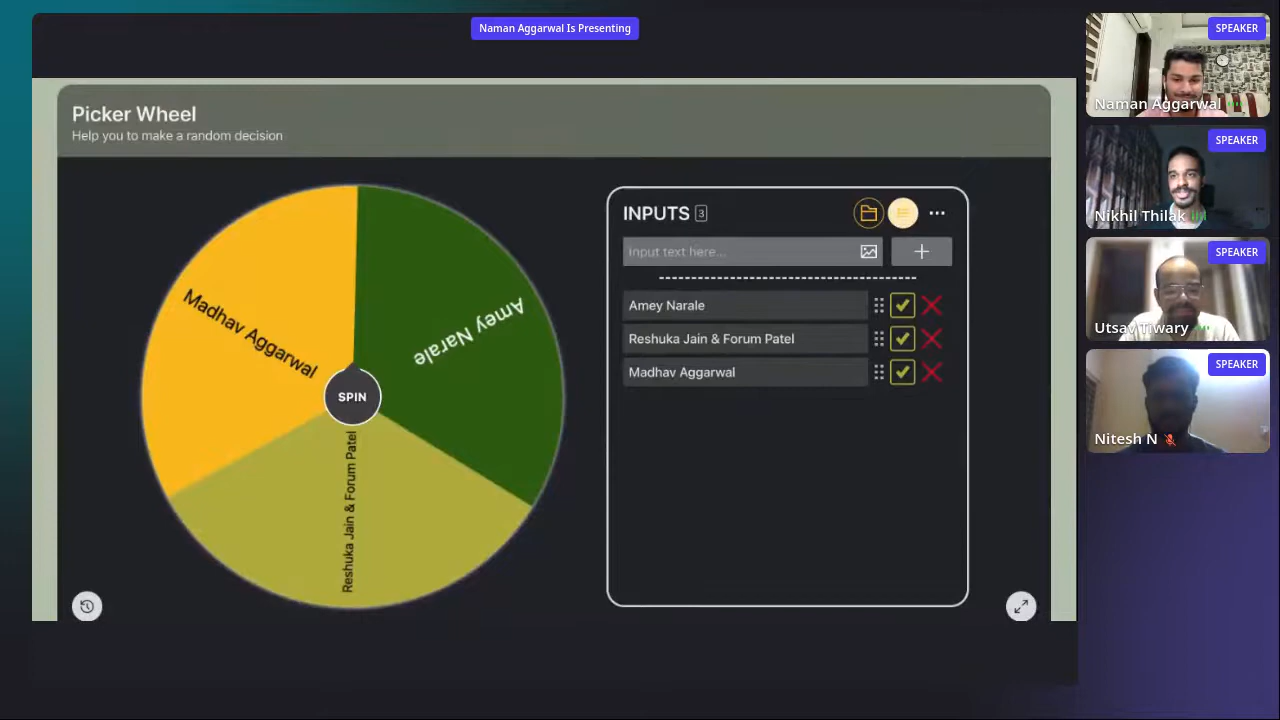 Naman Aggarwal Is Presenting
Picker Wheel
Help you to make a random decision
Madhav Aggarwal
Amey Narale
SPIN
Reshuka Jain & Forum Patel
INPUTS 3
Input text here...
Amey Narale
Reshuka Jain & Forum Patel
Madhav Aggarwal
SPEAKER
Naman Aggarwal
SPEAKER
Nikhil Thilak
SPEAKER
Utsav Tiwary
SPEAKER
Nitesh N